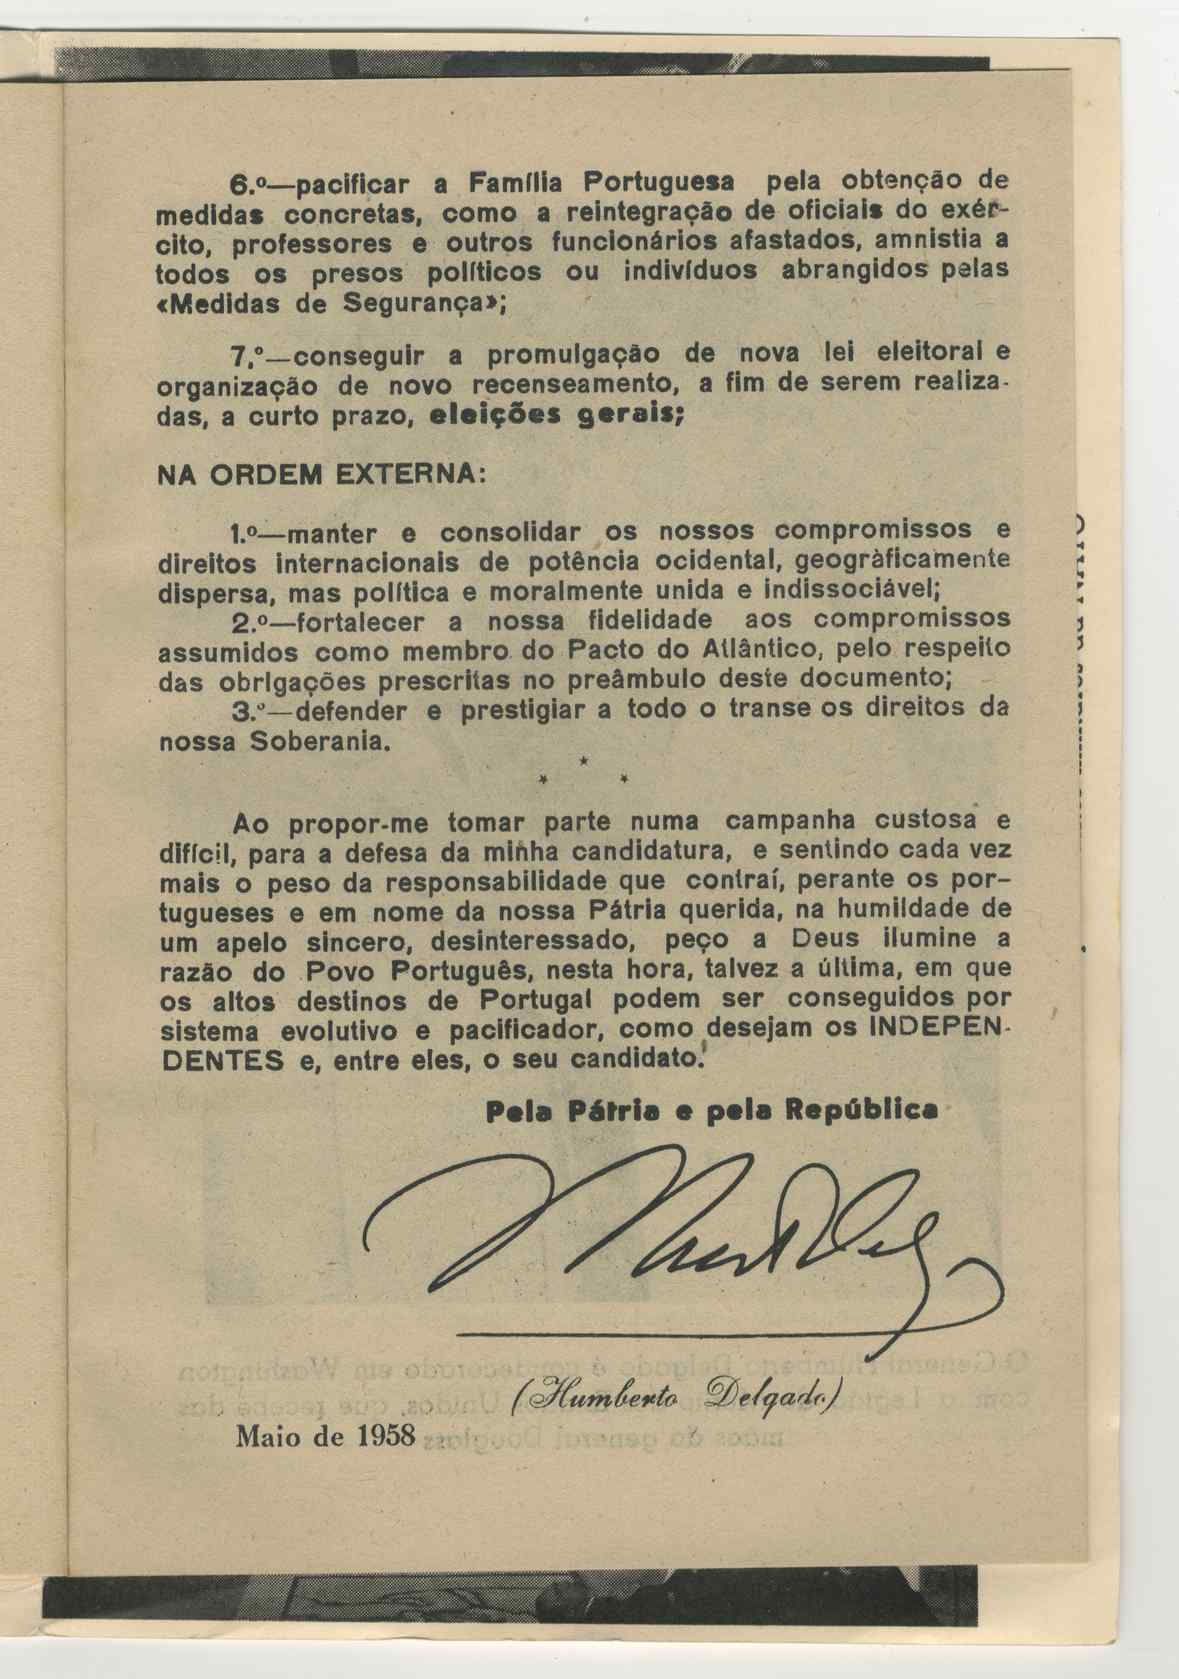 6.º—pacificar a Família Portuguesa pela obtenção de
medidas concretas, como a reintegração de oficiais do exér-
cito, professores e outros funcionários afastados, amnistia a
todos os presos políticos ou indivíduos abrangidos pelas
«Medidas de Segurança»;
7.º—conseguir a promulgação de nova lei eleitoral e
organização de novo recenseamento, a fim de serem realiza-
das, a curto prazo, eleições gerais;
NA ORDEM EXTERNA:
1.º—manter e consolidar os nossos compromissos e
direitos internacionais de potência ocidental, geogràficamente
dispersa, mas política e moralmente unida e indissociável;
2.º—fortalecer a nossa fidelidade aos compromissos
assumidos como membro do Pacto do Atlântico, pelo respeito
das obrigações prescritas no preâmbulo deste documento;
3.º—defender e prestigiar a todo o transe os direitos da
nossa Soberania.
* * *
Ao propor-me tomar parte numa campanha custosa e
difícil, para a defesa da minha candidatura, e sentindo cada vez
mais o peso da responsabilidade que contraí, perante os por-
tugueses e em nome da nossa Pátria querida, na humildade de
um apelo sincero, desinteressado, peço a Deus ilumine a
razão do Povo Português, nesta hora, talvez a última, em que
os altos destinos de Portugal podem ser conseguidos por
sistema evolutivo e pacificador, como desejam os INDEPEN-
DENTES e, entre eles, o seu candidato.
Pela Pátria e pela República
(Humberto Delgado)
Maio de 1958